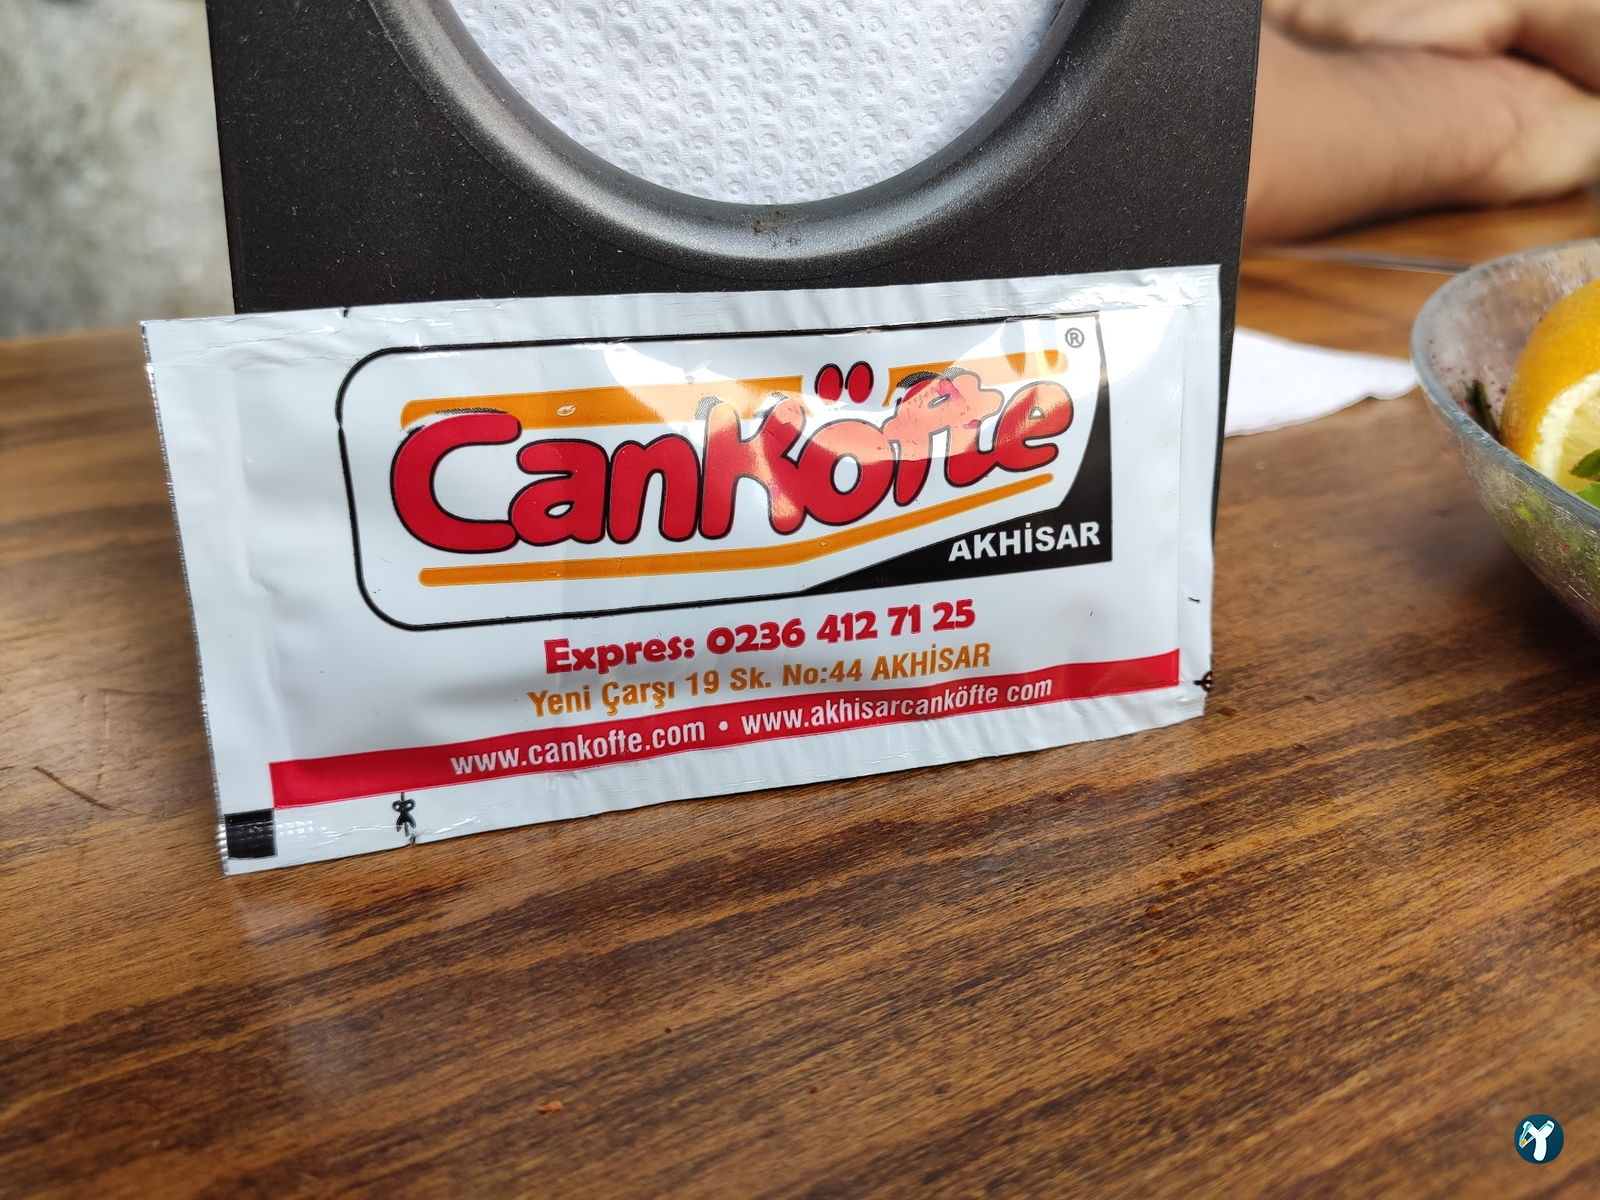 CanKöfte ®
AKHİSAR
Expres: 0236 412 71 25
Yeni Çarşı 19 Sk. No:44 AKHİSAR
www.cankofte.com • www.akhisarcanköfte.com